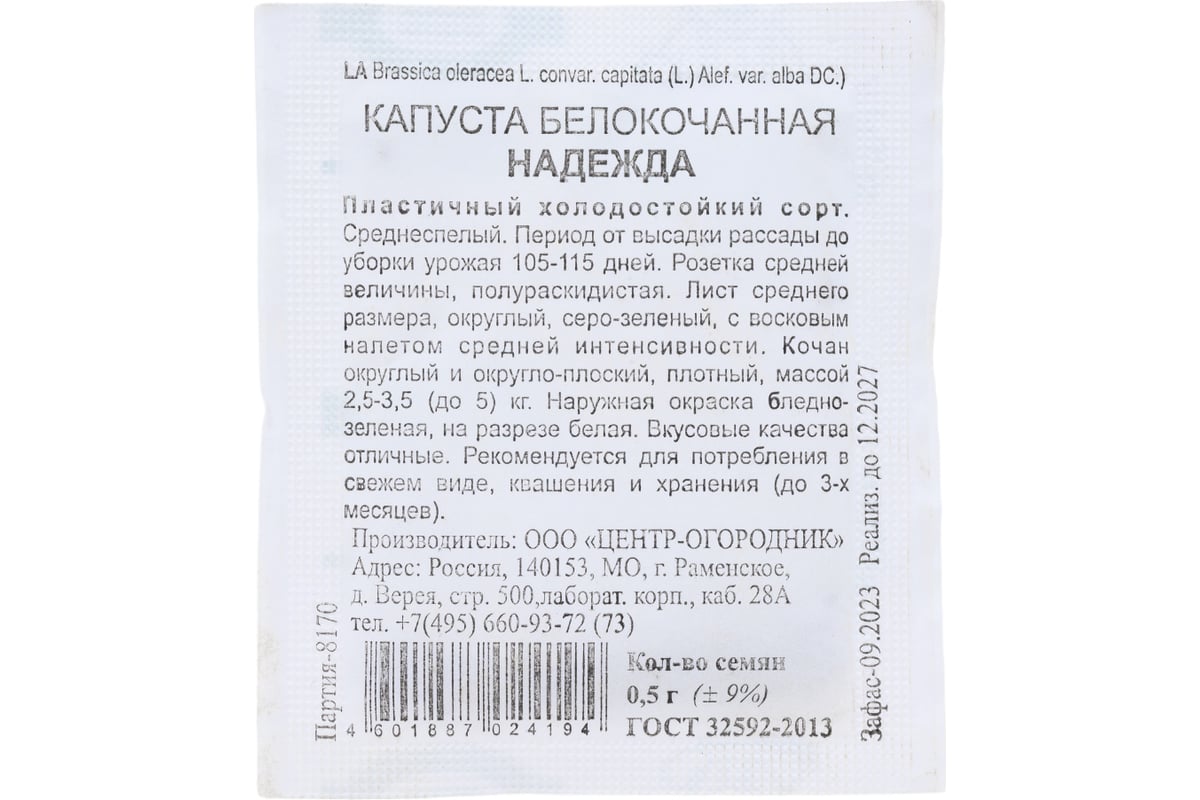 LA Brassica oleracea L. convar. capitata (L.) Alef. var. alba DC.)
КАПУСТА БЕЛОКОЧАННАЯ
НАДЕЖДА
Пластичный холодостойкий сорт.
Среднеспелый. Период от высадки рассады до
уборки урожая 105-115 дней. Розетка средней
величины, полураскидистая. Лист среднего
размера, округлый, серо-зеленый, с восковым
налетом средней интенсивности. Кочан
округлый и округло-плоский, плотный, массой
2,5-3,5 (до 5) кг. Наружная окраска бледно-
зеленая, на разрезе белая. Вкусовые качества
отличные. Рекомендуется для потребления в
свежем виде, квашения и хранения (до 3-х
месяцев).
Производитель: ООО «ЦЕНТР-ОГОРОДНИК»
Адрес: Россия, 140153, МО, г. Раменское,
д. Верея, стр. 500,лаборат. корп., каб. 28А
тел. +7(495) 660-93-72 (73)
Кол-во семян
0,5 г (± 9%)
ГОСТ 32592-2013
4 601887 024194
Партия-8170
Зафас-09.2023 Реализ. до 12.2027